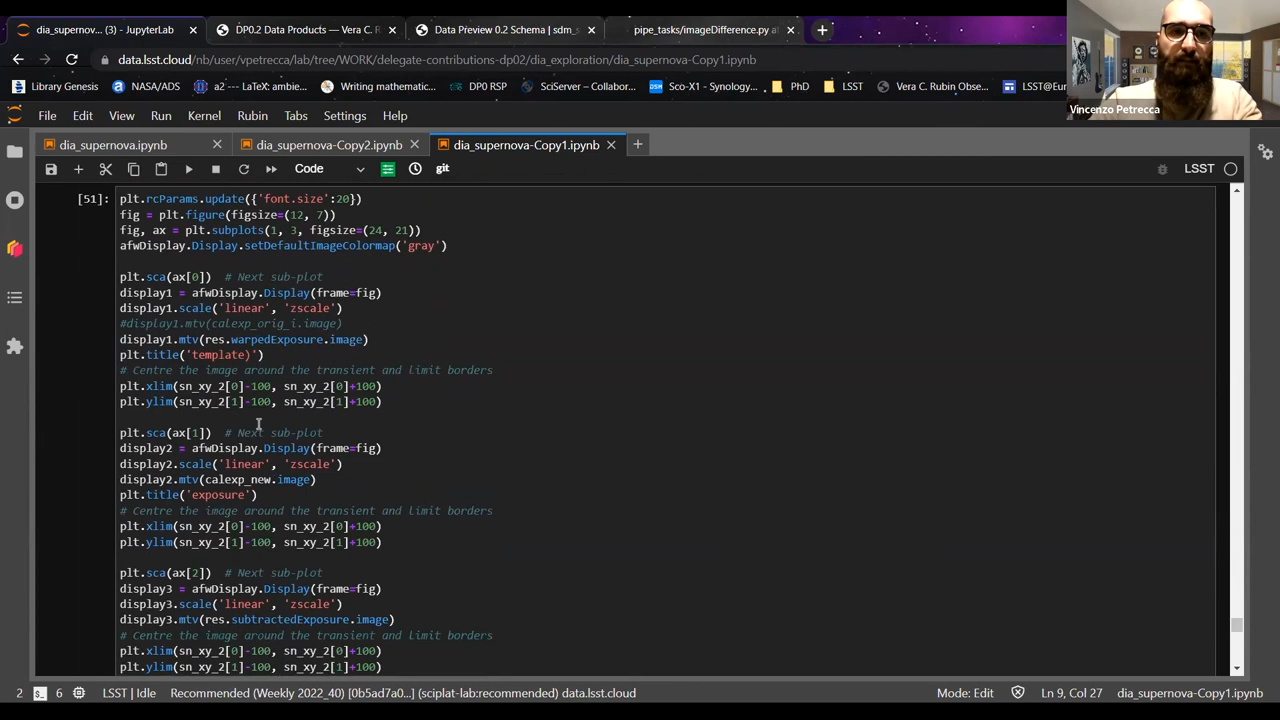 dia_supernov... (3) - JupyterLab
DP0.2 Data Products — Vera C. R
Data Preview 0.2 Schema | sdm_s
pipe_tasks/imageDifference.py at
data.lsst.cloud/nb/user/vpetrecca/lab/tree/WORK/delegate-contributions-dp02/dia_exploration/dia_supernova-Copy1.ipynb
Library Genesis
NASA/ADS
a2 ---> LaTeX: ambie...
Writing mathematic...
DP0 RSP
SciServer – Collabor...
Sco-X1 - Synology...
PhD
LSST
Vera C. Rubin Obse...
LSST@Eur
Vincenzo Petrecca
File Edit View Run Kernel Rubin Tabs Settings Help
dia_supernova.ipynb
dia_supernova-Copy2.ipynb
dia_supernova-Copy1.ipynb
Code
git
LSST
[51]:
plt.rcParams.update({'font.size':20})
fig = plt.figure(figsize=(12, 7))
fig, ax = plt.subplots(1, 3, figsize=(24, 21))
afwDisplay.Display.setDefaultImageColormap('gray')
plt.sca(ax[0])  # Next sub-plot
display1 = afwDisplay.Display(frame=fig)
display1.scale('linear', 'zscale')
#display1.mtv(calexp_orig_i.image)
display1.mtv(res.warpedExposure.image)
plt.title('template)')
# Centre the image around the transient and limit borders
plt.xlim(sn_xy_2[0]-100, sn_xy_2[0]+100)
plt.ylim(sn_xy_2[1]-100, sn_xy_2[1]+100)
plt.sca(ax[1])  # Next sub-plot
display2 = afwDisplay.Display(frame=fig)
display2.scale('linear', 'zscale')
display2.mtv(calexp_new.image)
plt.title('exposure')
# Centre the image around the transient and limit borders
plt.xlim(sn_xy_2[0]-100, sn_xy_2[0]+100)
plt.ylim(sn_xy_2[1]-100, sn_xy_2[1]+100)
plt.sca(ax[2])  # Next sub-plot
display3 = afwDisplay.Display(frame=fig)
display3.scale('linear', 'zscale')
display3.mtv(res.subtractedExposure.image)
# Centre the image around the transient and limit borders
plt.xlim(sn_xy_2[0]-100, sn_xy_2[0]+100)
plt.ylim(sn_xy_2[1]-100, sn_xy_2[1]+100)
2
6
LSST | Idle
Recommended (Weekly 2022_40) [0b5ad7a0...] (sciplat-lab:recommended) data.lsst.cloud
Mode: Edit
Ln 9, Col 27
dia_supernova-Copy1.ipynb